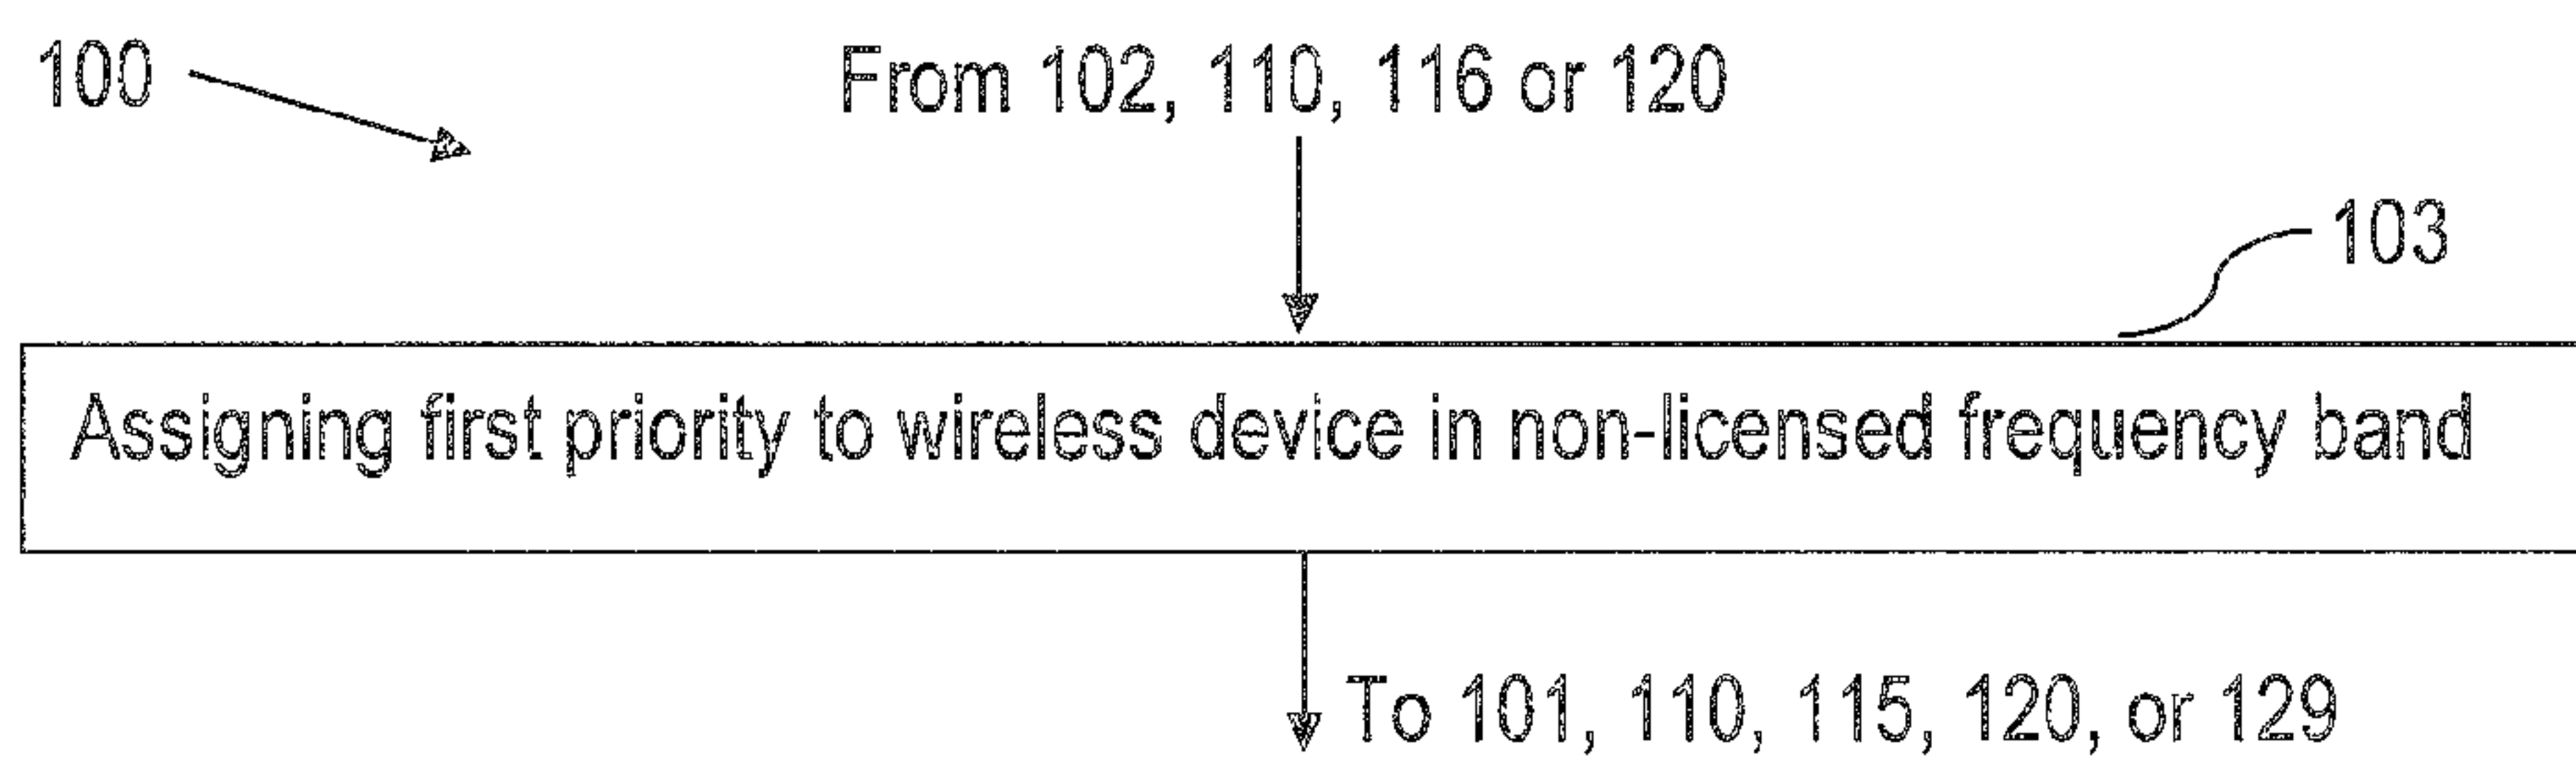 100
From 102, 110, 116 or 120
103
Assigning first priority to wireless device in non-licensed frequency band
To 101, 110, 115, 120, or 129